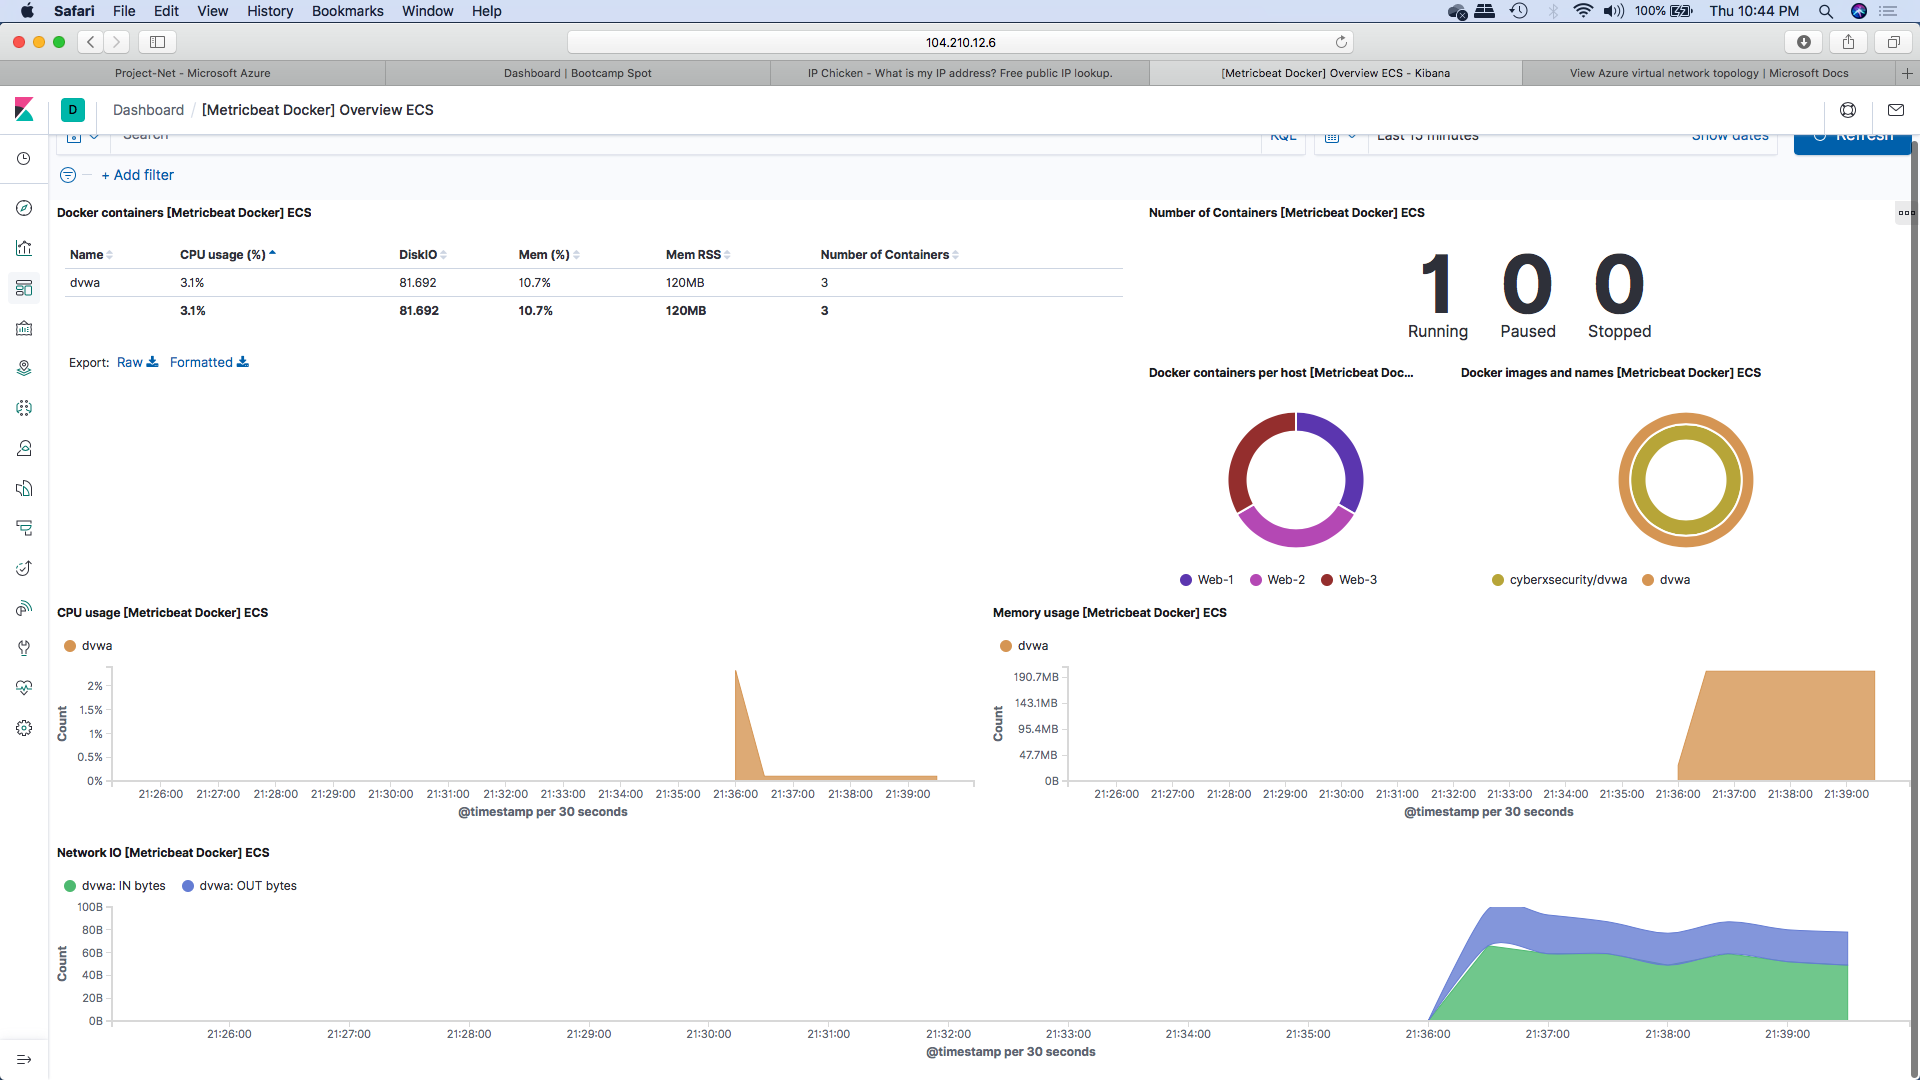 Safari File Edit View History Bookmarks Window Help 100% Thu 10:44 PM
104.210.12.6
Project-Net - Microsoft Azure
Dashboard | Bootcamp Spot
IP Chicken - What is my IP address? Free public IP lookup.
[Metricbeat Docker] Overview ECS - Kibana
View Azure virtual network topology | Microsoft Docs
D Dashboard / [Metricbeat Docker] Overview ECS
Search KQL Last 15 minutes Show dates Refresh
+ Add filter
Docker containers [Metricbeat Docker] ECS
Name CPU usage (%) DiskIO Mem (%) Mem RSS Number of Containers
dvwa 3.1% 81.692 10.7% 120MB 3
3.1% 81.692 10.7% 120MB 3
Export: Raw Formatted
Number of Containers [Metricbeat Docker] ECS
1 0 0
Running Paused Stopped
Docker containers per host [Metricbeat Doc...
Web-1 Web-2 Web-3
Docker images and names [Metricbeat Docker] ECS
cyberxsecurity/dvwa dvwa
CPU usage [Metricbeat Docker] ECS
dvwa
Count
2%
1.5%
1%
0.5%
0%
21:26:00 21:27:00 21:28:00 21:29:00 21:30:00 21:31:00 21:32:00 21:33:00 21:34:00 21:35:00 21:36:00 21:37:00 21:38:00 21:39:00
@timestamp per 30 seconds
Memory usage [Metricbeat Docker] ECS
dvwa
Count
190.7MB
143.1MB
95.4MB
47.7MB
0B
21:26:00 21:27:00 21:28:00 21:29:00 21:30:00 21:31:00 21:32:00 21:33:00 21:34:00 21:35:00 21:36:00 21:37:00 21:38:00 21:39:00
@timestamp per 30 seconds
Network IO [Metricbeat Docker] ECS
dvwa: IN bytes dvwa: OUT bytes
Count
100B
80B
60B
40B
20B
0B
21:26:00 21:27:00 21:28:00 21:29:00 21:30:00 21:31:00 21:32:00 21:33:00 21:34:00 21:35:00 21:36:00 21:37:00 21:38:00 21:39:00
@timestamp per 30 seconds